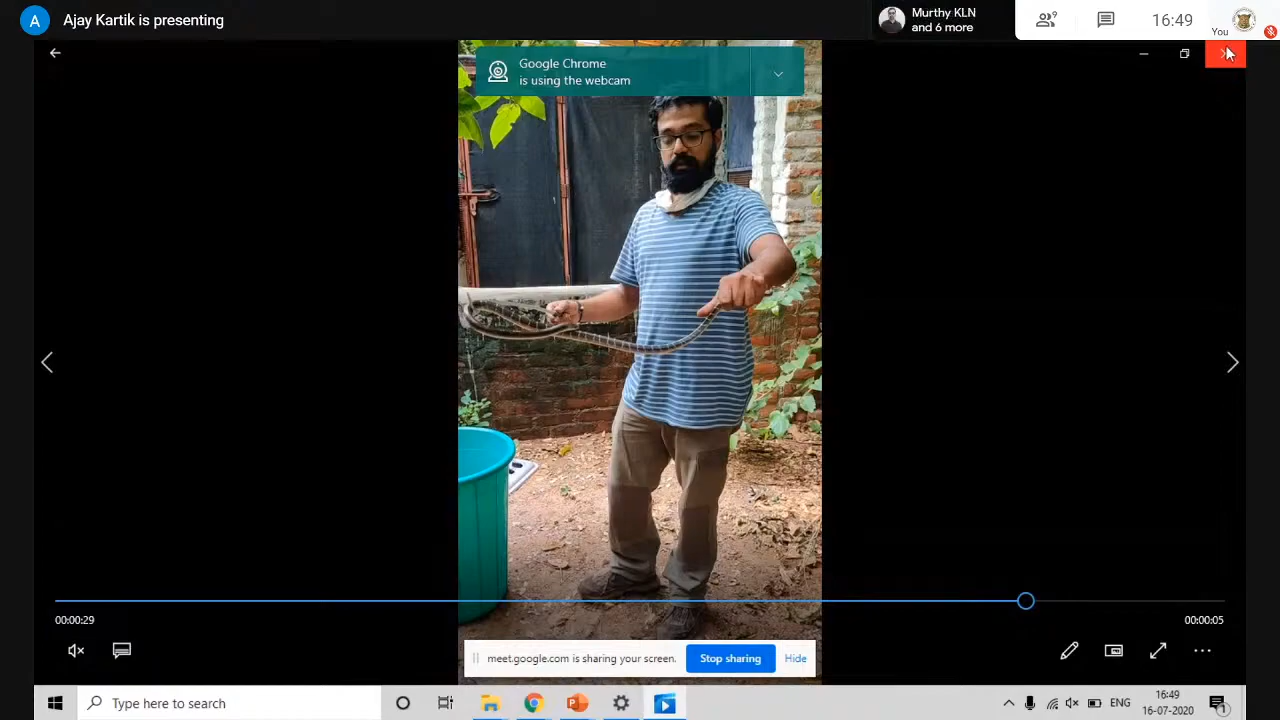 A
Ajay Kartik is presenting
Murthy KLN
and 6 more
9
16:49
You
Google Chrome
is using the webcam
00:00:29
00:00:05
meet.google.com is sharing your screen.
Stop sharing
Hide
Type here to search
ENG
16:49
16-07-2020
1